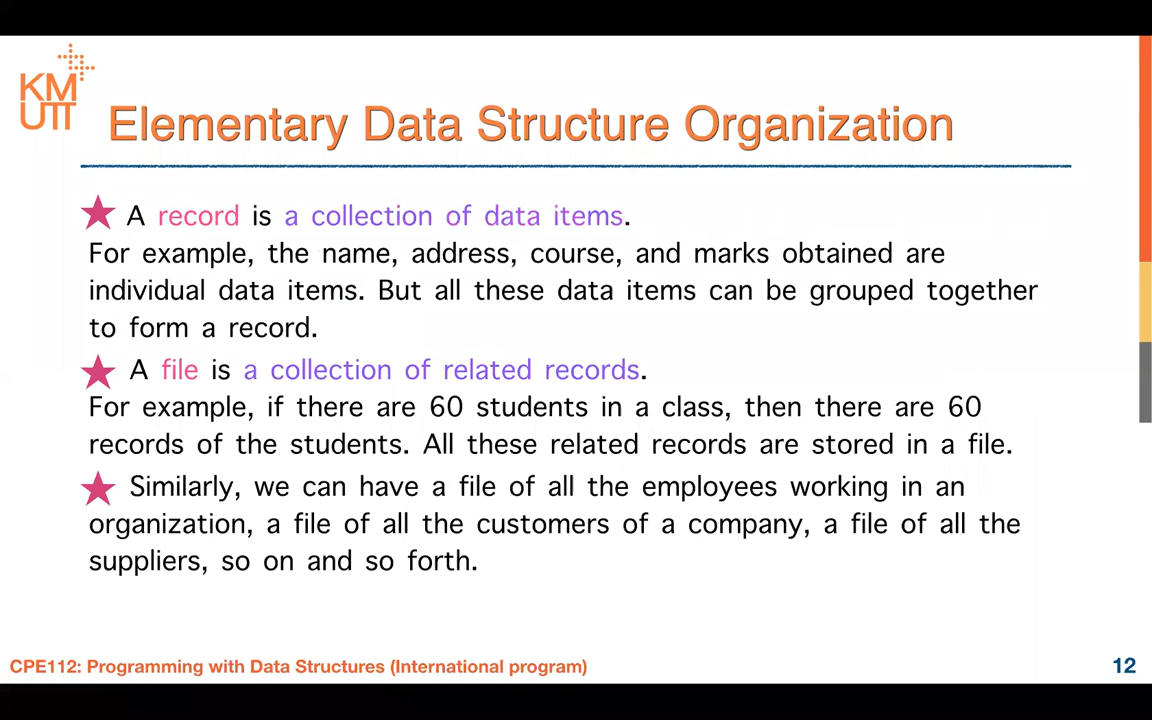 KM
UTT
Elementary Data Structure Organization
A record is a collection of data items.
For example, the name, address, course, and marks obtained are
individual data items. But all these data items can be grouped together
to form a record.
A file is a collection of related records.
For example, if there are 60 students in a class, then there are 60
records of the students. All these related records are stored in a file.
Similarly, we can have a file of all the employees working in an
organization, a file of all the customers of a company, a file of all the
suppliers, so on and so forth.
CPE112: Programming with Data Structures (International program)
12